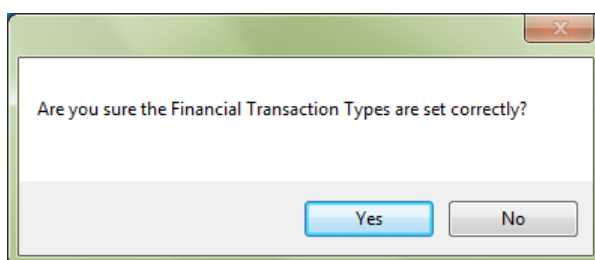 Are you sure the Financial Transaction Types are set correctly?
Yes No